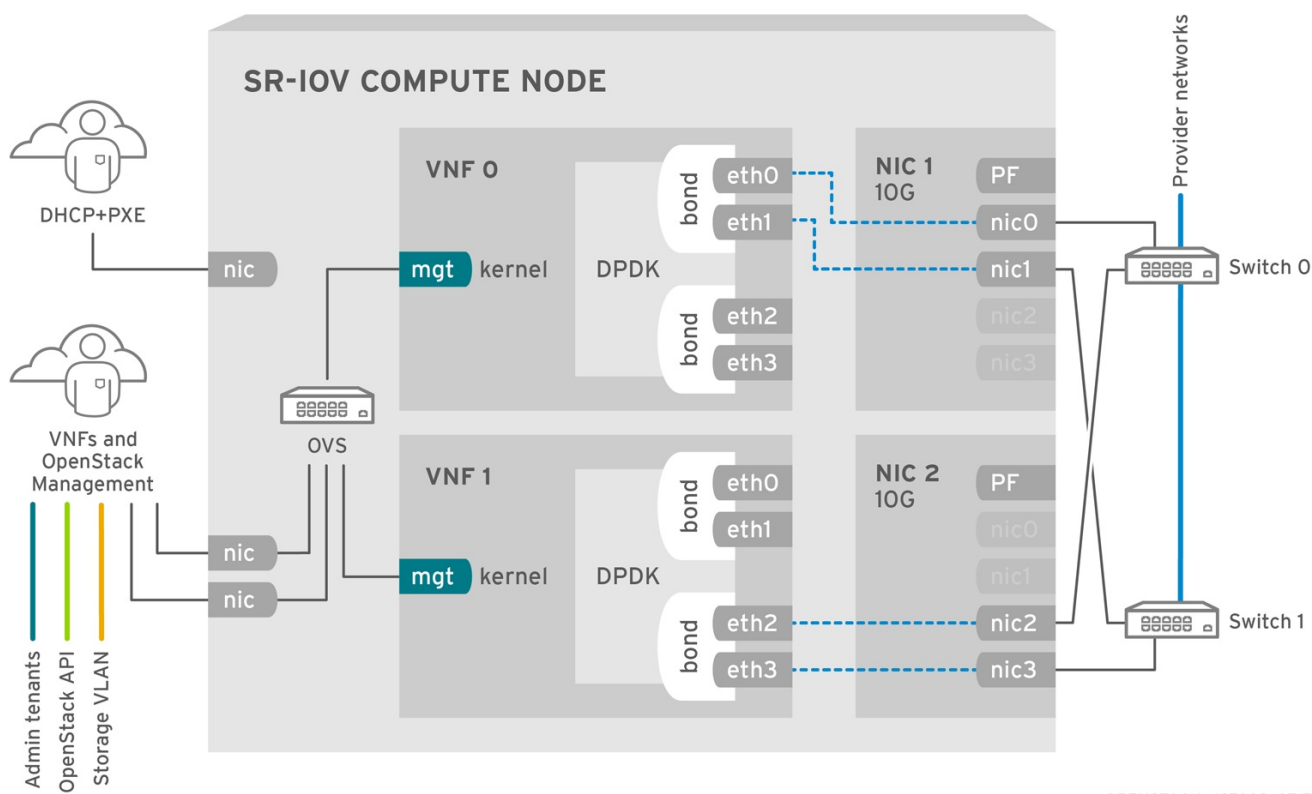 SR-IOV COMPUTE NODE
Provider networks
DHCP+PXE
nic
VNF 0
mgt
kernel
DPDK
bond
eth0
eth1
bond
eth2
eth3
NIC 1
10G
PF
nic0
nic1
nic2
nic3
Switch 0
VNFs and
OpenStack
Management
OVS
nic
nic
VNF 1
mgt
kernel
DPDK
bond
eth0
eth1
bond
eth2
eth3
NIC 2
10G
PF
nic0
nic1
nic2
nic3
Switch 1
Admin tenants
OpenStack API
Storage VLAN